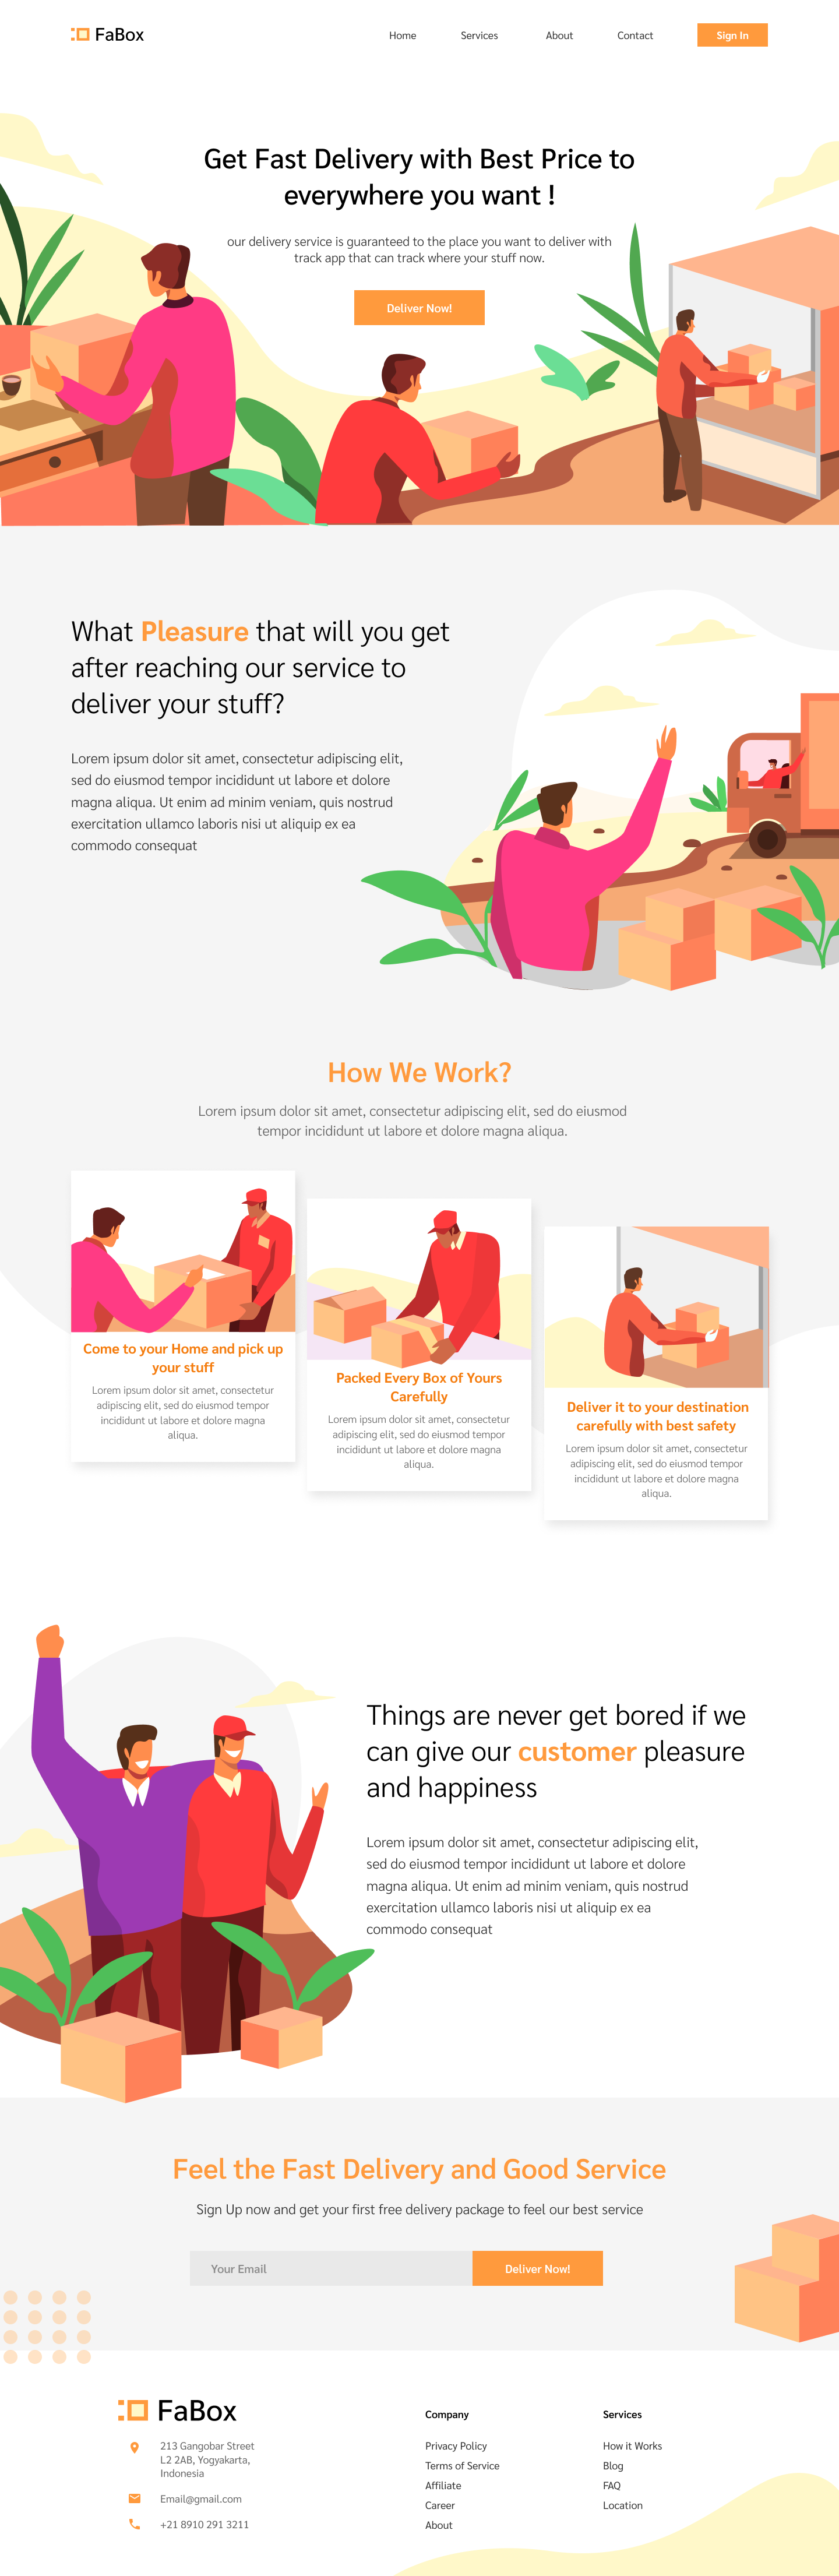 FaBox
Home
Services
About
Contact
Sign In
Get Fast Delivery with Best Price to
everywhere you want !
our delivery service is guaranteed to the place you want to deliver with
track app that can track where your stuff now.
Deliver Now!
What Pleasure that will you get
after reaching our service to
deliver your stuff?
Lorem ipsum dolor sit amet, consectetur adipiscing elit,
sed do eiusmod tempor incididunt ut labore et dolore
magna aliqua. Ut enim ad minim veniam, quis nostrud
exercitation ullamco laboris nisi ut aliquip ex ea
commodo consequat
How We Work?
Lorem ipsum dolor sit amet, consectetur adipiscing elit, sed do eiusmod
tempor incididunt ut labore et dolore magna aliqua.
Come to your Home and pick up
your stuff
Lorem ipsum dolor sit amet, consectetur
adipiscing elit, sed do eiusmod tempor
incididunt ut labore et dolore magna
aliqua.
Packed Every Box of Yours
Carefully
Lorem ipsum dolor sit amet, consectetur
adipiscing elit, sed do eiusmod tempor
incididunt ut labore et dolore magna
aliqua.
Deliver it to your destination
carefully with best safety
Lorem ipsum dolor sit amet, consectetur
adipiscing elit, sed do eiusmod tempor
incididunt ut labore et dolore magna
aliqua.
Things are never get bored if we
can give our customer pleasure
and happiness
Lorem ipsum dolor sit amet, consectetur adipiscing elit,
sed do eiusmod tempor incididunt ut labore et dolore
magna aliqua. Ut enim ad minim veniam, quis nostrud
exercitation ullamco laboris nisi ut aliquip ex ea
commodo consequat
Feel the Fast Delivery and Good Service
Sign Up now and get your first free delivery package to feel our best service
Your Email
Deliver Now!
FaBox
213 Gangobar Street
L2 2AB, Yogyakarta,
Indonesia
Email@gmail.com
+21 8910 291 3211
Company
Privacy Policy
Terms of Service
Affiliate
Career
About
Services
How it Works
Blog
FAQ
Location